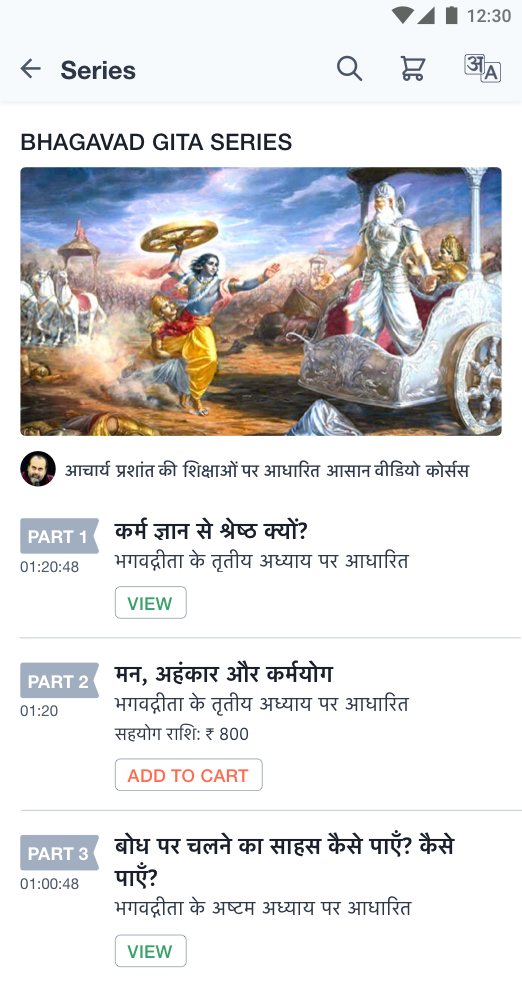 12:30
Series
अ A
BHAGAVAD GITA SERIES
आचार्य प्रशांत की शिक्षाओं पर आधारित आसान वीडियो कोर्सस
PART 1
कर्म ज्ञान से श्रेष्ठ क्यों?
01:20:48
भगवद्गीता के तृतीय अध्याय पर आधारित
VIEW
PART 2
मन, अहंकार और कर्मयोग
01:20
भगवद्गीता के तृतीय अध्याय पर आधारित
सहयोग राशि: ₹ 800
ADD TO CART
PART 3
बोध पर चलने का साहस कैसे पाएँ? कैसे
पाएँ?
01:00:48
भगवद्गीता के अष्टम अध्याय पर आधारित
VIEW